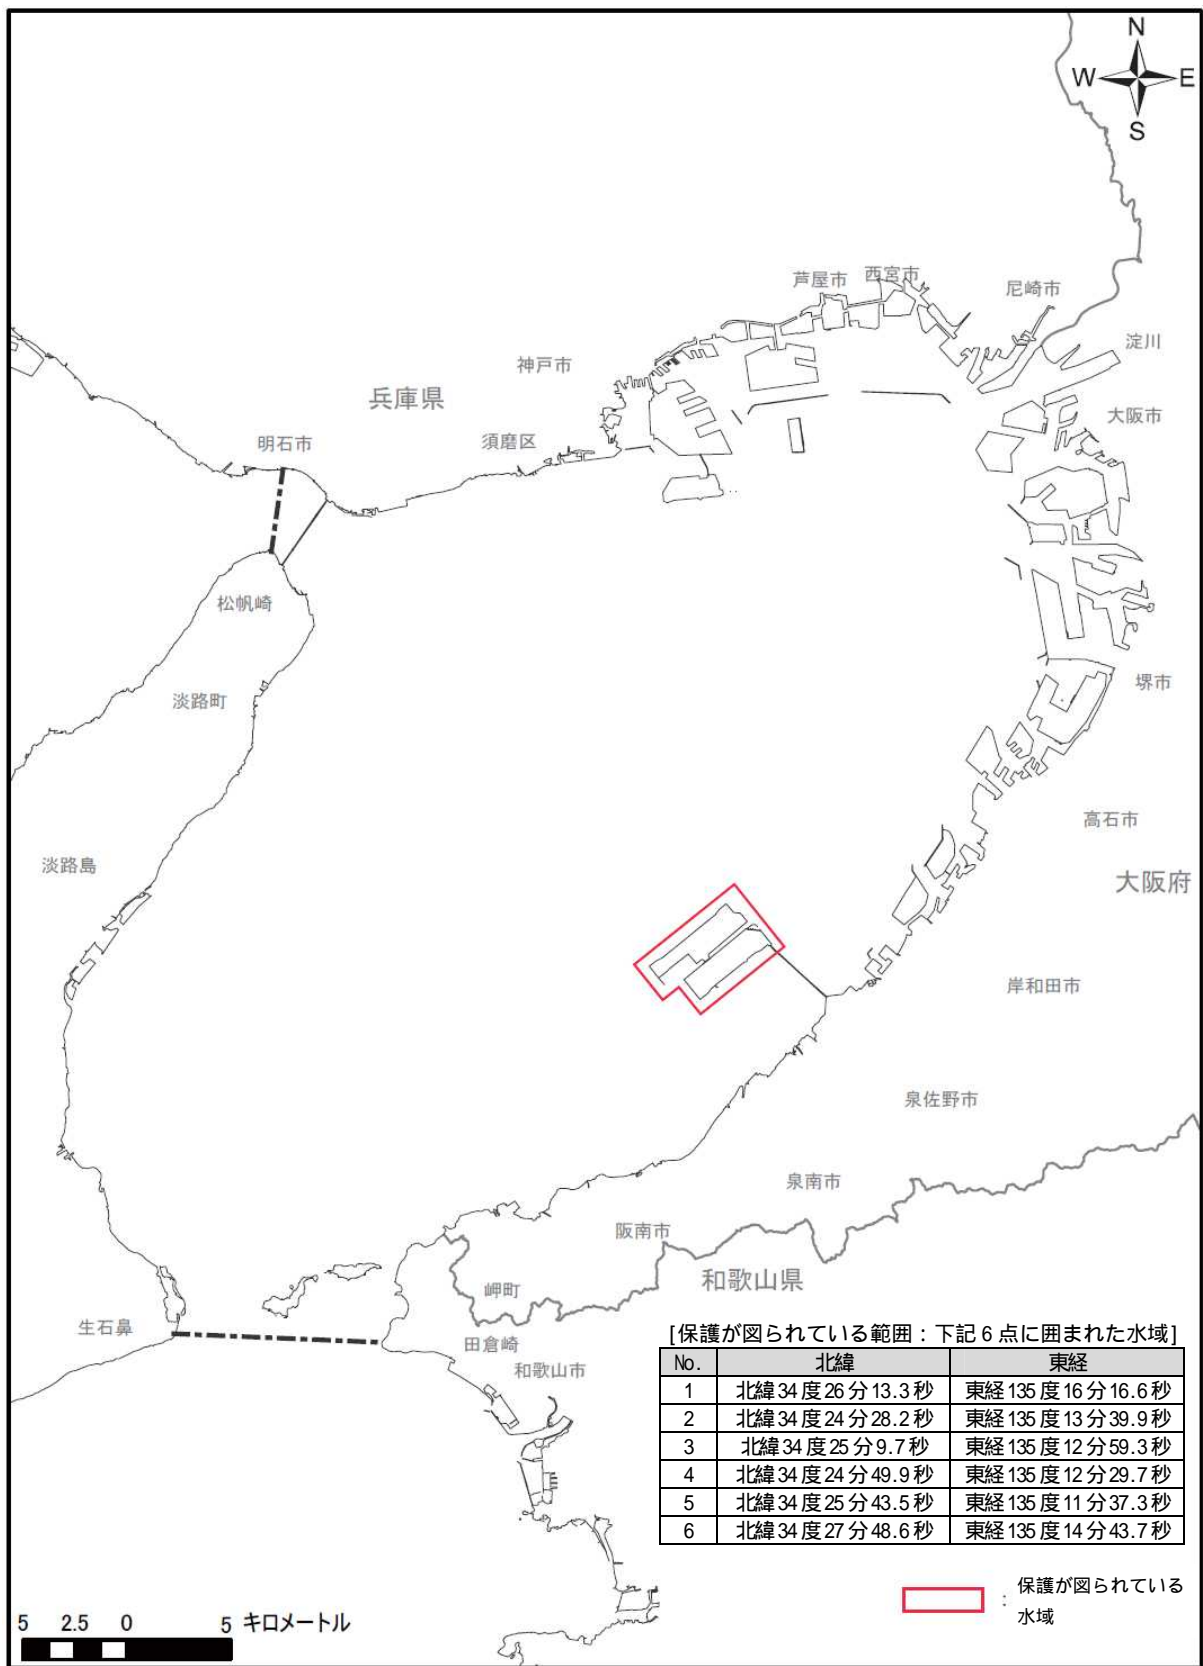 N
W E
S
芦屋市
西宮市
尼崎市
淀川
神戸市
兵庫県
大阪市
明石市
須磨区
松帆崎
淡路町
堺市
高石市
淡路島
大阪府
岸和田市
泉佐野市
泉南市
阪南市
和歌山県
岬町
生石鼻
田倉崎
和歌山市
[保護が図られている範囲：下記6点に囲まれた水域]
No. 北緯 東経
1 北緯34度26分13.3秒 東経135度16分16.6秒
2 北緯34度24分28.2秒 東経135度13分39.9秒
3 北緯34度25分9.7秒 東経135度12分59.3秒
4 北緯34度24分49.9秒 東経135度12分29.7秒
5 北緯34度25分43.5秒 東経135度11分37.3秒
6 北緯34度27分48.6秒 東経135度14分43.7秒
：保護が図られている
水域
5 2.5 0 5 キロメートル